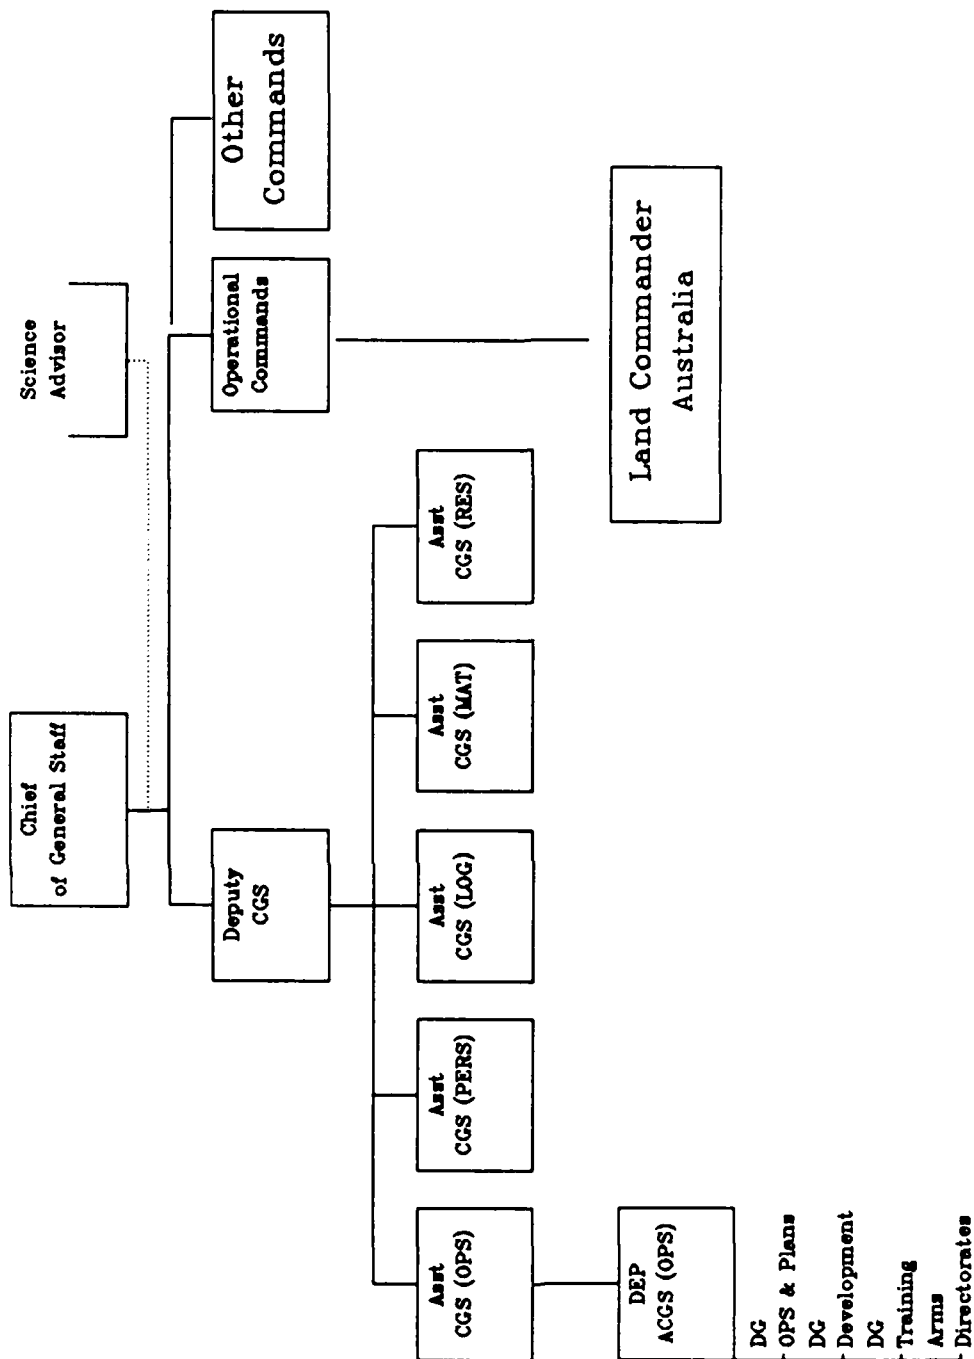 Chief
of General Staff
Science
Advisor
Deputy
CGS
Operational
Commands
Other
Commands
Asst
CGS (OPS)
Asst
CGS (PERS)
Asst
CGS (LOG)
Asst
CGS (MAT)
Asst
CGS (RES)
DEP
ACGS (OPS)
Land Commander
Australia
DG
OPS & Plans
DG
Development
DG
Training
Arms
Directorates